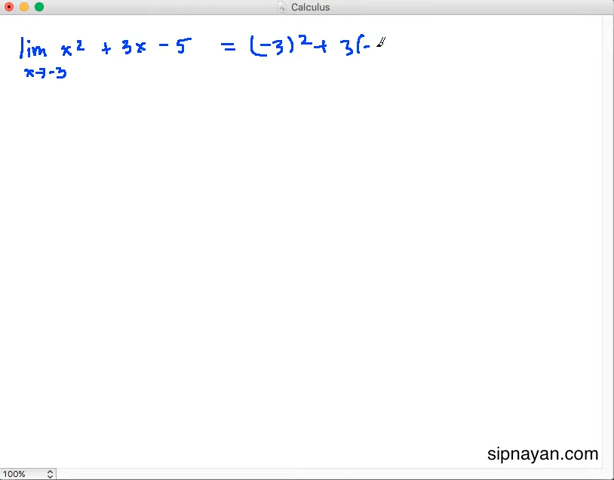 Calculus
lim x² + 3x - 5 = (-3)² + 3(-
x→-3
sipnayan.com
100%